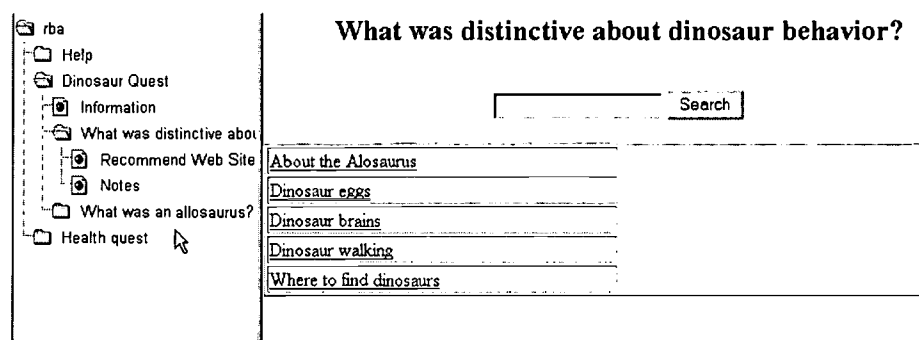 rba
Help
Dinosaur Quest
Information
What was distinctive abou
Recommend Web Site
Notes
What was an allosaurus?
Health quest
What was distinctive about dinosaur behavior?
Search
About the Alosaurus
Dinosaur eggs
Dinosaur brains
Dinosaur walking
Where to find dinosaurs